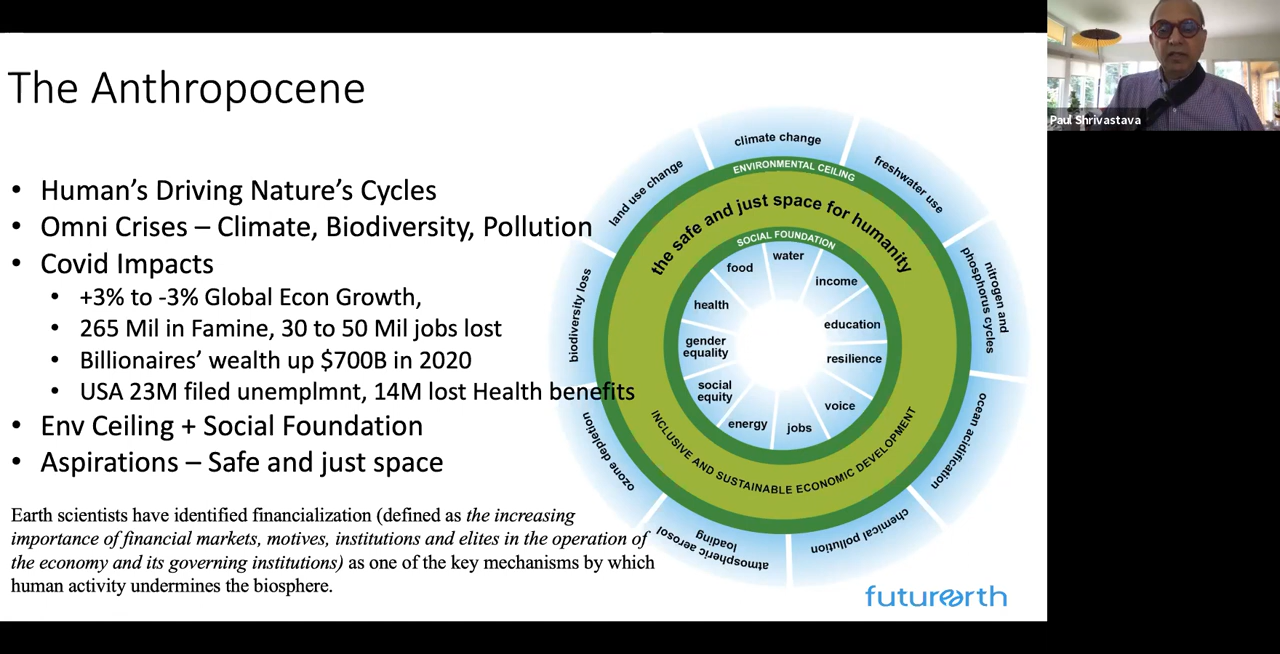 The Anthropocene
• Human’s Driving Nature’s Cycles
• Omni Crises – Climate, Biodiversity, Pollution
• Covid Impacts
• +3% to -3% Global Econ Growth,
• 265 Mil in Famine, 30 to 50 Mil jobs lost
• Billionaires’ wealth up $700B in 2020
• USA 23M filed unemplmnt, 14M lost Health benefits
• Env Ceiling + Social Foundation
• Aspirations – Safe and just space
Earth scientists have identified financialization (defined as the increasing
importance of financial markets, motives, institutions and elites in the operation of
the economy and its governing institutions) as one of the key mechanisms by which
human activity undermines the biosphere.
climate change
freshwater use
nitrogen and
phosphorus cycles
ocean acidification
chemical pollution
atmospheric aerosol
loading
ozone depletion
biodiversity loss
land use change
ENVIRONMENTAL CEILING
the safe and just space for humanity
SOCIAL FOUNDATION
water
income
education
resilience
voice
jobs
energy
social
equity
gender
equality
health
food
INCLUSIVE AND SUSTAINABLE ECONOMIC DEVELOPMENT
futurearth
Paul Shrivastava